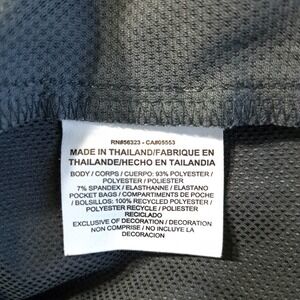 RN#56323 - CA#05553
MADE IN THAILAND/FABRIQUE EN
THAILANDE/HECHO EN TAILANDIA
BODY / CORPS / CUERPO: 93% POLYESTER /
POLYESTER / POLIESTER
7% SPANDEX / ELASTHANNE / ELASTANO
POCKET BAGS / COMPARTIMENTS DE POCHE
/ BOLSILLOS: 100% RECYCLED POLYESTER /
POLYESTER RECYCLE / POLIESTER
RECICLADO
EXCLUSIVE OF DECORATION / DECORATION
NON COMPRISE / NO INCLUYE LA
DECORACION